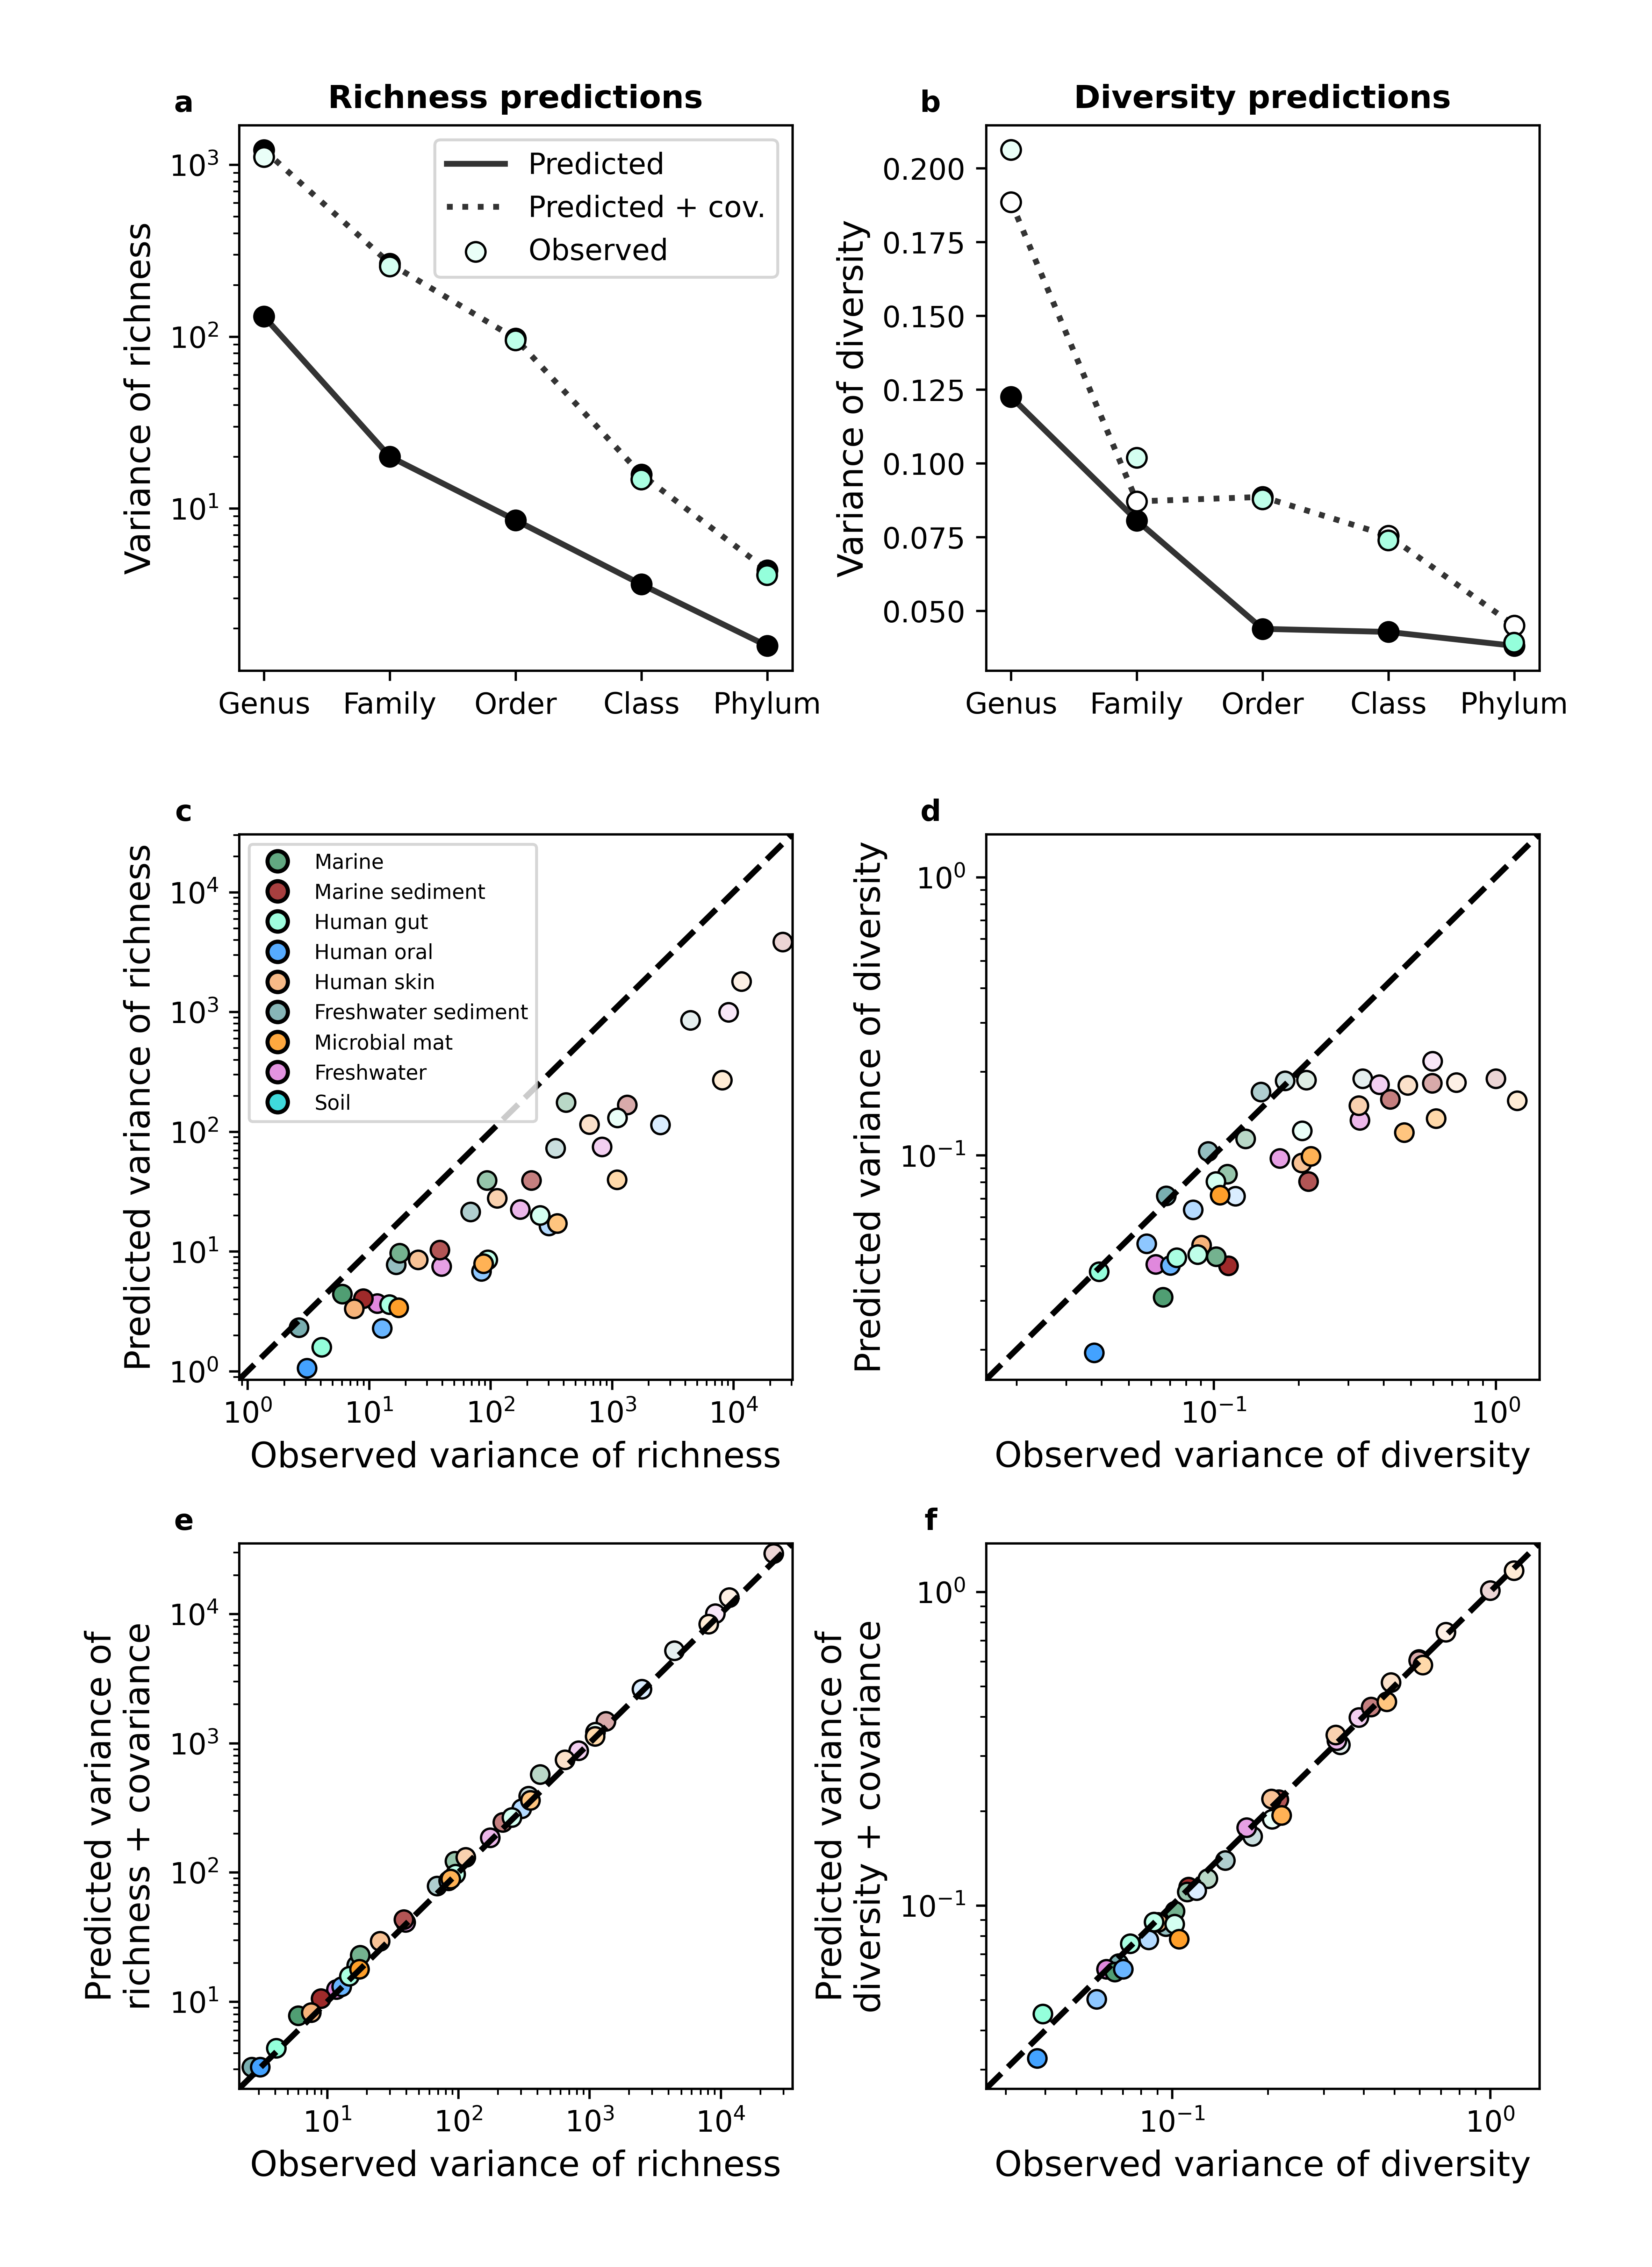 a
Richness predictions
10³
10²
10¹
Variance of richness
Predicted
Predicted + cov.
Observed
Genus Family Order Class Phylum
b
Diversity predictions
0.200
0.175
0.150
0.125
0.100
0.075
0.050
Variance of diversity
Genus Family Order Class Phylum
c
10⁴
10³
10²
10¹
10⁰
Predicted variance of richness
Marine
Marine sediment
Human gut
Human oral
Human skin
Freshwater sediment
Microbial mat
Freshwater
Soil
10⁰ 10¹ 10² 10³ 10⁴
Observed variance of richness
d
10⁰
10⁻¹
Predicted variance of diversity
10⁻¹ 10⁰
Observed variance of diversity
e
10⁴
10³
10²
10¹
Predicted variance of
richness + covariance
10¹ 10² 10³ 10⁴
Observed variance of richness
f
10⁰
10⁻¹
Predicted variance of
diversity + covariance
10⁻¹ 10⁰
Observed variance of diversity